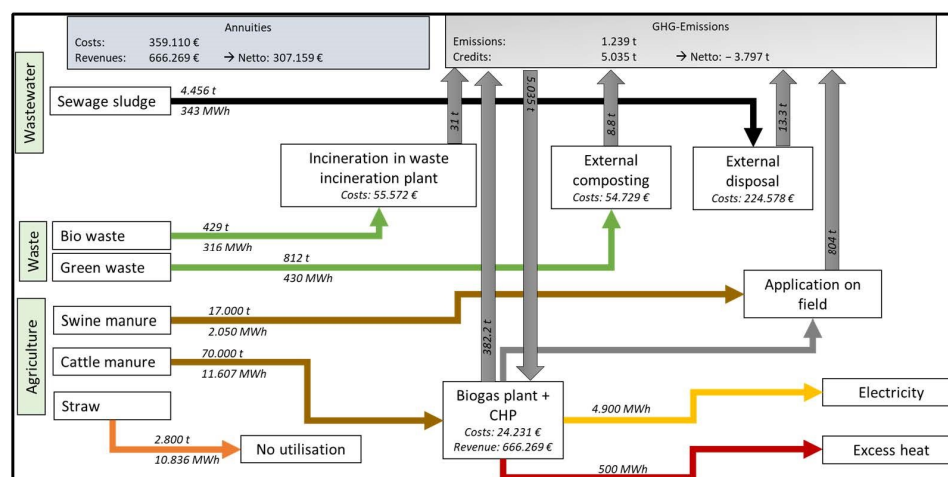 Annuities
Costs: 359.110 €
Revenues: 666.269 € → Netto: 307.159 €
GHG-Emissions
Emissions: 1.239 t
Credits: 5.035 t → Netto: – 3.797 t
Wastewater
Sewage sludge
4.456 t
343 MWh
31 t
5.035 t
8.8 t
13.3 t
Incineration in waste
incineration plant
Costs: 55.572 €
External
composting
Costs: 54.729 €
External
disposal
Costs: 224.578 €
Waste
Bio waste
429 t
316 MWh
Green waste
812 t
430 MWh
804 t
Application on
field
Agriculture
Swine manure
17.000 t
2.050 MWh
382.2 t
Cattle manure
70.000 t
11.607 MWh
Straw
2.800 t
10.836 MWh
No utilisation
Biogas plant +
CHP
Costs: 24.231 €
Revenue: 666.269 €
4.900 MWh
Electricity
500 MWh
Excess heat